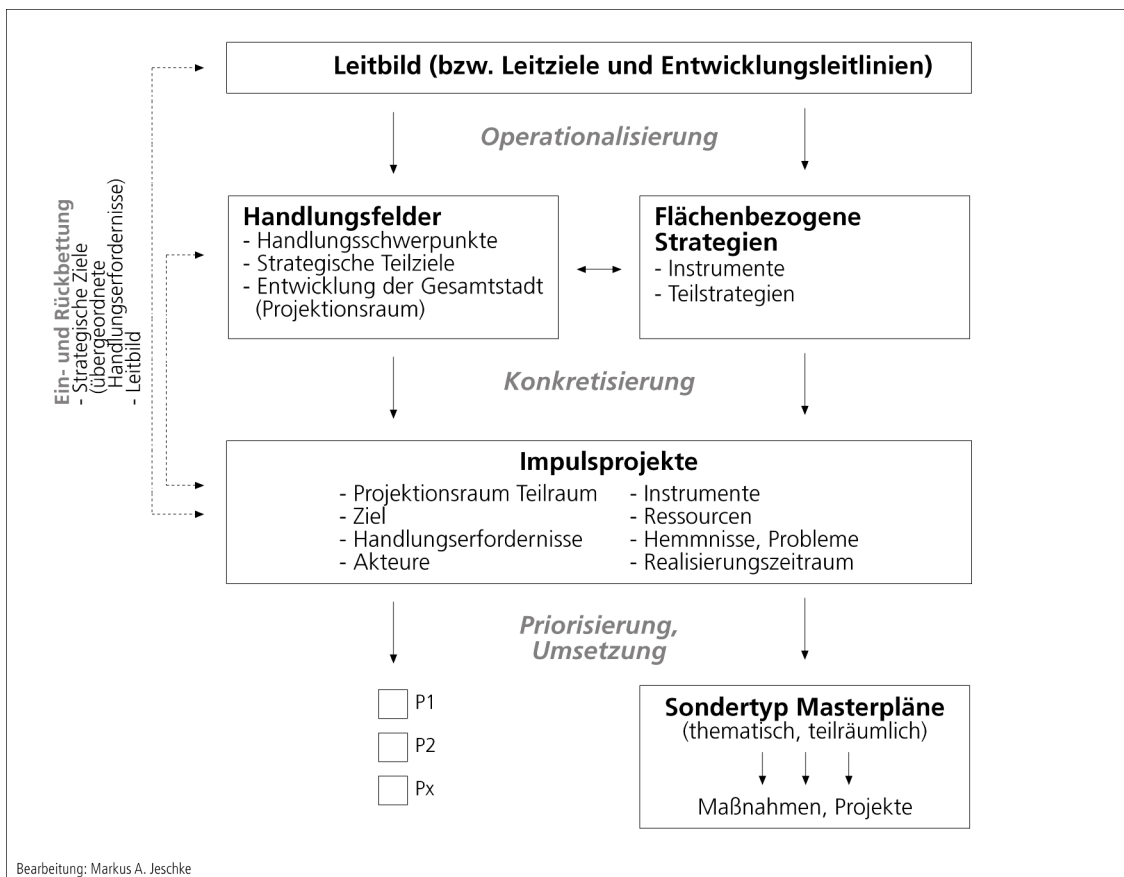 Leitbild (bzw. Leitziele und Entwicklungsleitlinien)
Operationalisierung
Ein- und Rückbettung
- Strategische Ziele
(übergeordnete
Handlungserfordernisse)
- Leitbild
Handlungsfelder
- Handlungsschwerpunkte
- Strategische Teilziele
- Entwicklung der Gesamtstadt
(Projektionsraum)
Flächenbezogene
Strategien
- Instrumente
- Teilstrategien
Konkretisierung
Impulsprojekte
- Projektionsraum Teilraum
- Ziel
- Handlungserfordernisse
- Akteure
- Instrumente
- Ressourcen
- Hemmnisse, Probleme
- Realisierungszeitraum
Priorisierung,
Umsetzung
P1
P2
Px
Sondertyp Masterpläne
(thematisch, teilräumlich)
Maßnahmen, Projekte
Bearbeitung: Markus A. Jeschke